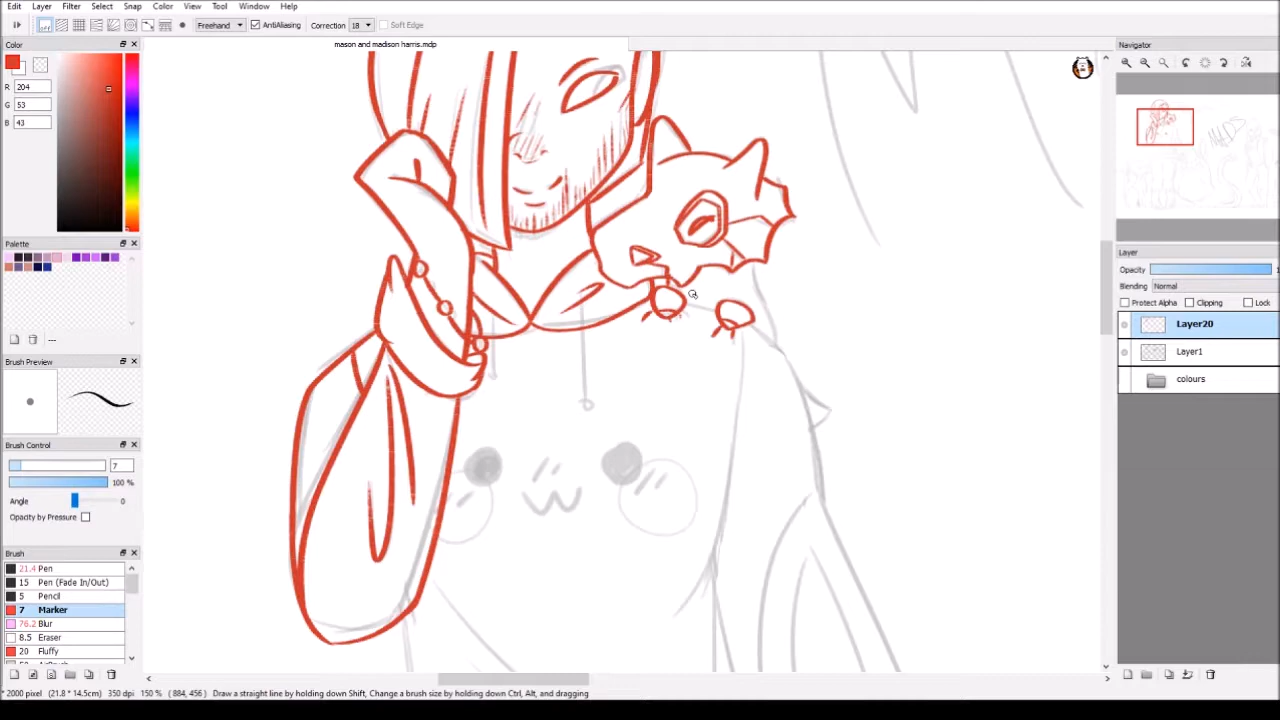 Edit Layer Filter Select Snap Color View Tool Window Help
off Freehand AntiAliasing Correction 18 Soft Edge
mason and madison harris.mdp
Color
R 204
G 53
B 43
Palette
---
Brush Preview
Brush Control
7
100 %
Angle 0
Opacity by Pressure
Brush
21.4 Pen
15 Pen (Fade In/Out)
5 Pencil
7 Marker
76.2 Blur
8.5 Eraser
20 Fluffy
Navigator
Layer
Opacity
Blending Normal
Protect Alpha Clipping Lock
Layer20
Layer1
colours
* 2000 pixel (21.8 * 14.5cm) 350 dpi 150 % ( 884, 456) Draw a straight line by holding down Shift, Change a brush size by holding down Ctrl, Alt, and dragging